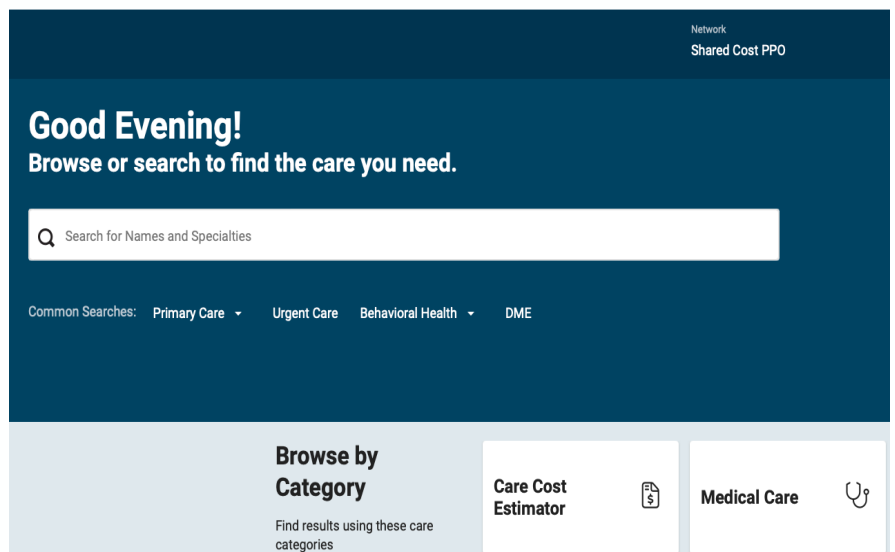 Network
Shared Cost PPO
Good Evening!
Browse or search to find the care you need.
Search for Names and Specialties
Common Searches: Primary Care Urgent Care Behavioral Health DME
Browse by
Category
Find results using these care
categories
Care Cost
Estimator
Medical Care